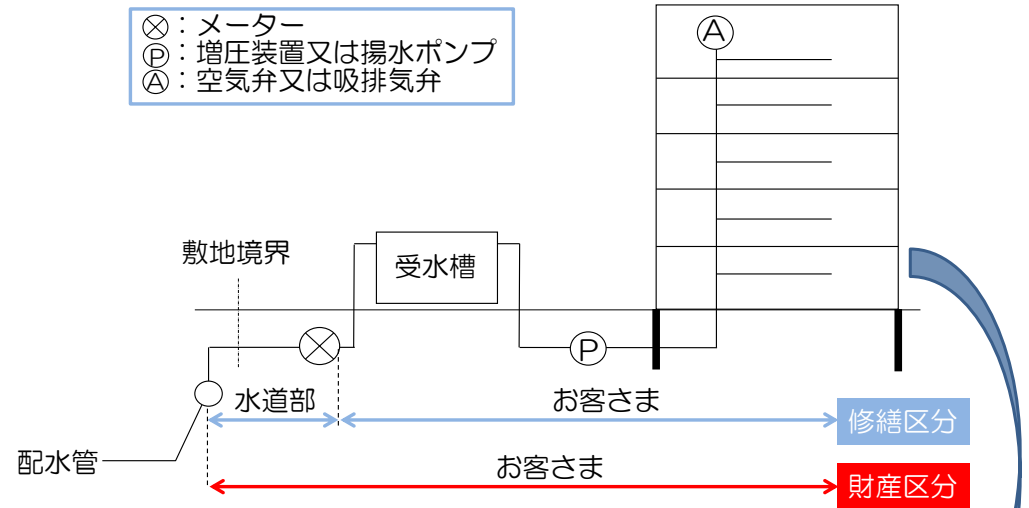 ⊗：メーター
Ⓟ：増圧装置又は揚水ポンプ
Ⓐ：空気弁又は吸排気弁
A
敷地境界
受水槽
P
水道部
お客さま
修繕区分
配水管
お客さま
財産区分